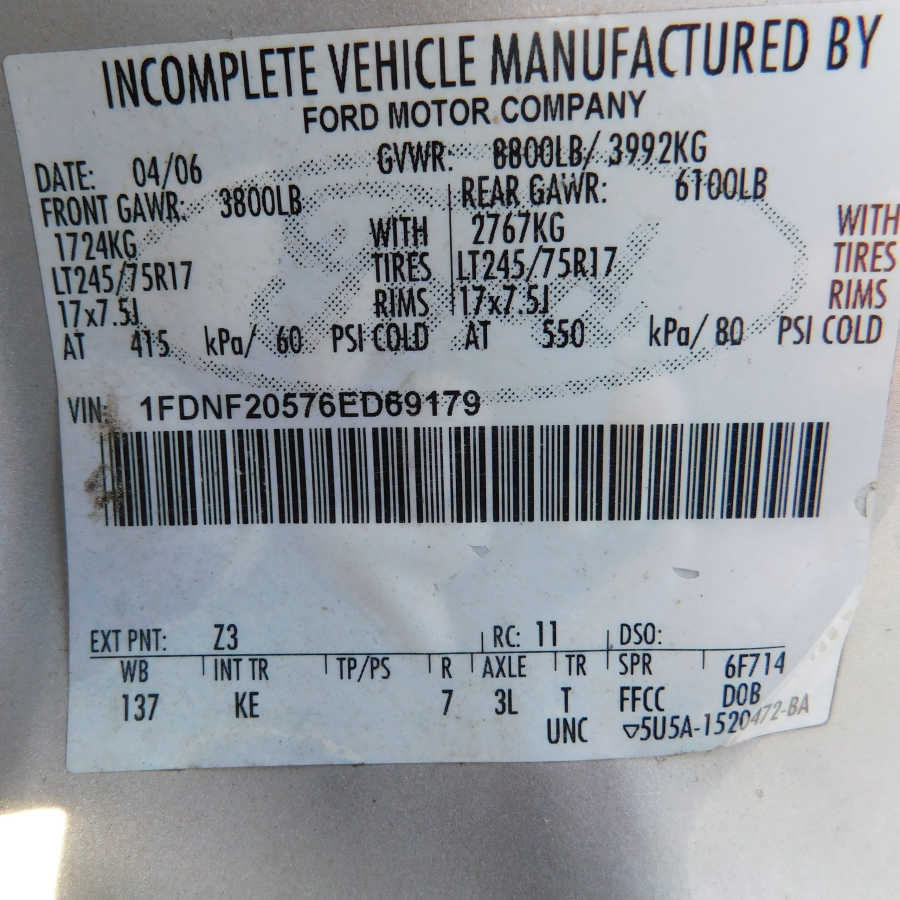 INCOMPLETE VEHICLE MANUFACTURED BY
FORD MOTOR COMPANY
DATE: 04/06 GVWR: 8800LB/ 3992KG
FRONT GAWR: 3800LB REAR GAWR: 6100LB
1724KG WITH 2767KG WITH
LT245/75R17 TIRES LT245/75R17 TIRES
17x7.5J RIMS 17x7.5J RIMS
AT 415 kPa/ 60 PSI COLD AT 550 kPa/ 80 PSI COLD
VIN: 1FDNF20576ED69179
EXT PNT: Z3 RC: 11 DSO:
WB INT TR TP/PS R AXLE TR SPR 6F714
137 KE 7 3L T FFCC DOB
UNC ▽5U5A-1520472-BA